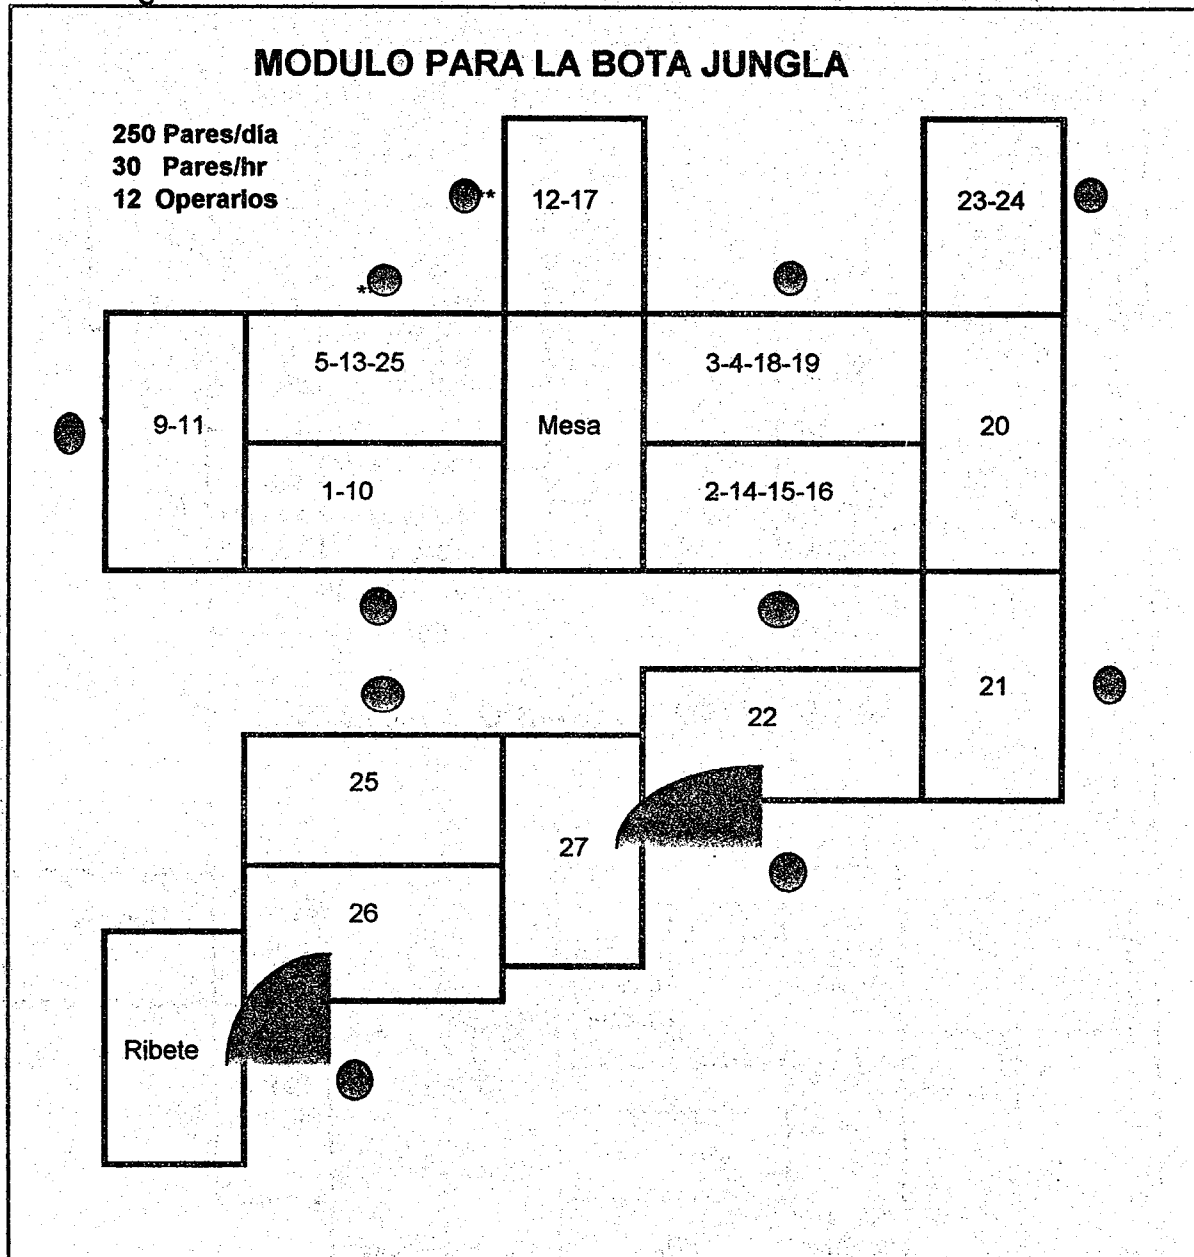 MODULO PARA LA BOTA JUNGLA
250 Pares/día
30 Pares/hr
12 Operarios
**
12-17
23-24
*
5-13-25
3-4-18-19
9-11
Mesa
20
1-10
2-14-15-16
21
22
25
27
26
Ribete